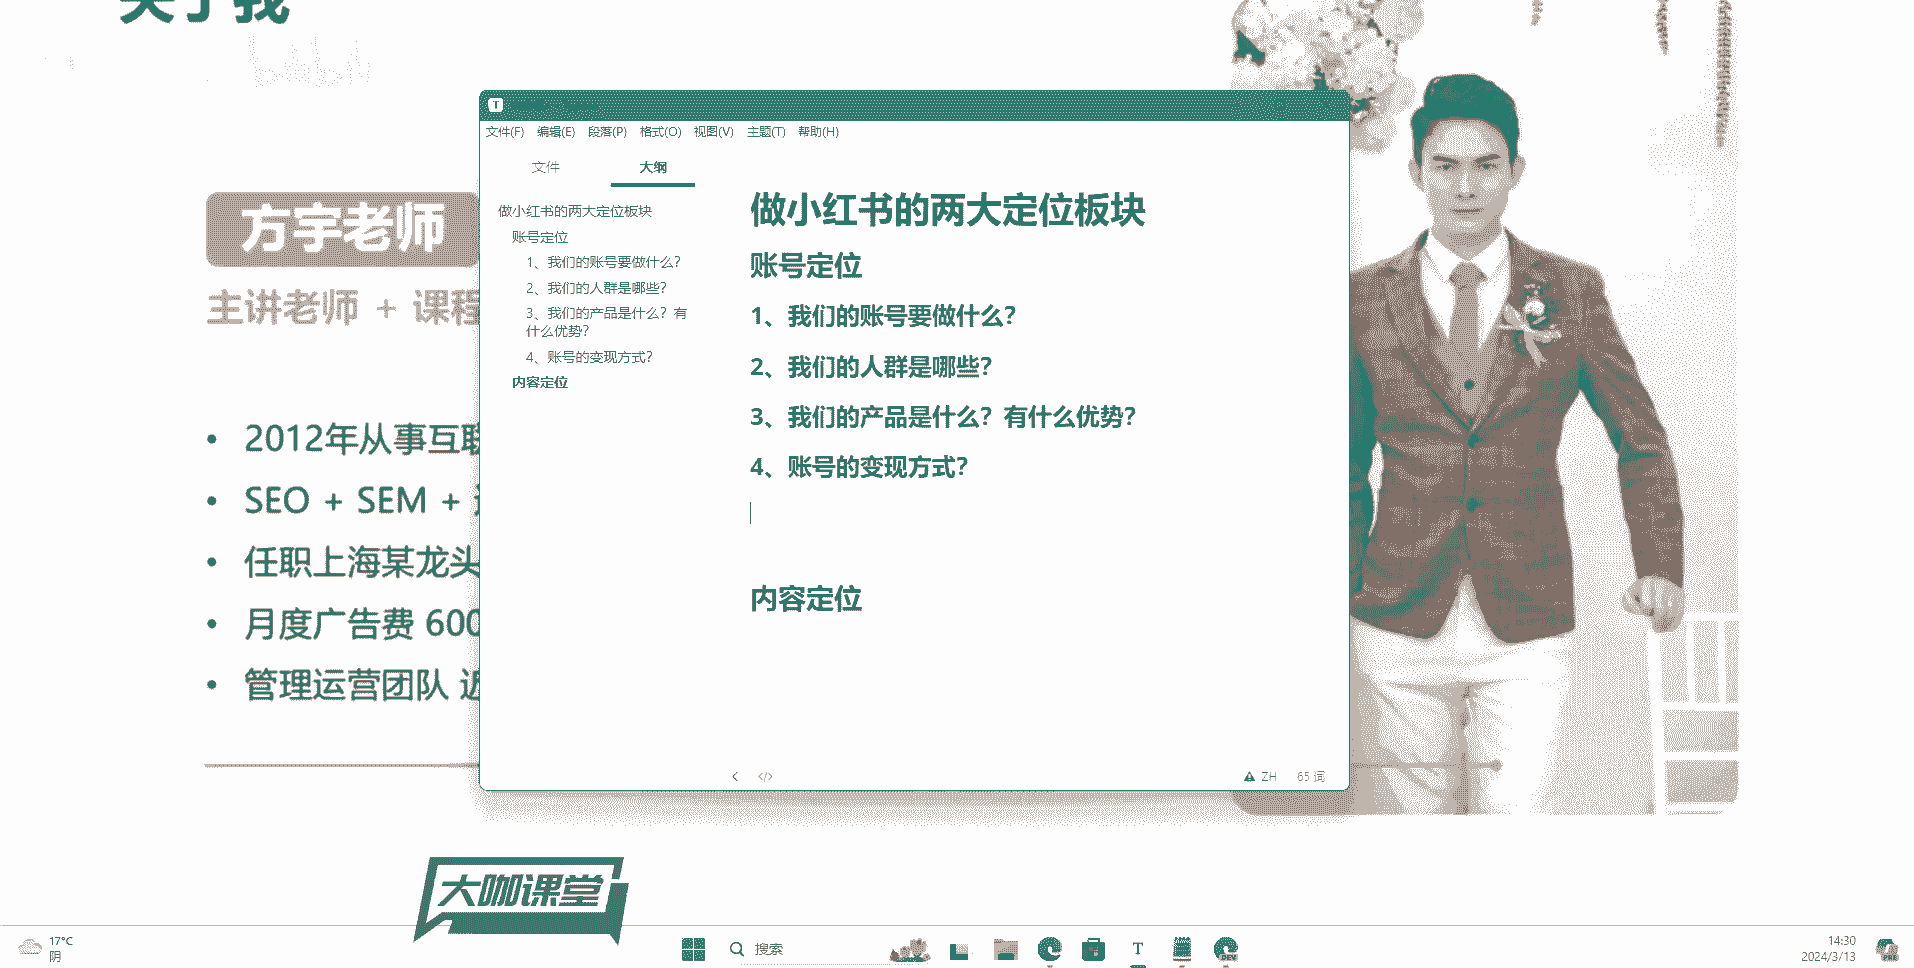 关于我
bilibili
方宇老师
主讲老师 + 课程
2012年从事互联
SEO + SEM +
任职上海某龙头
月度广告费 600
管理运营团队 近
T
文件(F) 编辑(E) 段落(P) 格式(O) 视图(V) 主题(T) 帮助(H)
文件 大纲
做小红书的两大定位板块
账号定位
1、我们的账号要做什么?
2、我们的人群是哪些?
3、我们的产品是什么？有
什么优势?
4、账号的变现方式?
内容定位
做小红书的两大定位板块
账号定位
1、我们的账号要做什么?
2、我们的人群是哪些?
3、我们的产品是什么？有什么优势?
4、账号的变现方式?
内容定位
</> ZH 65 词
大咖课堂
17°C
阴
搜索
T
DEV
14:30
2024/3/13
PRE